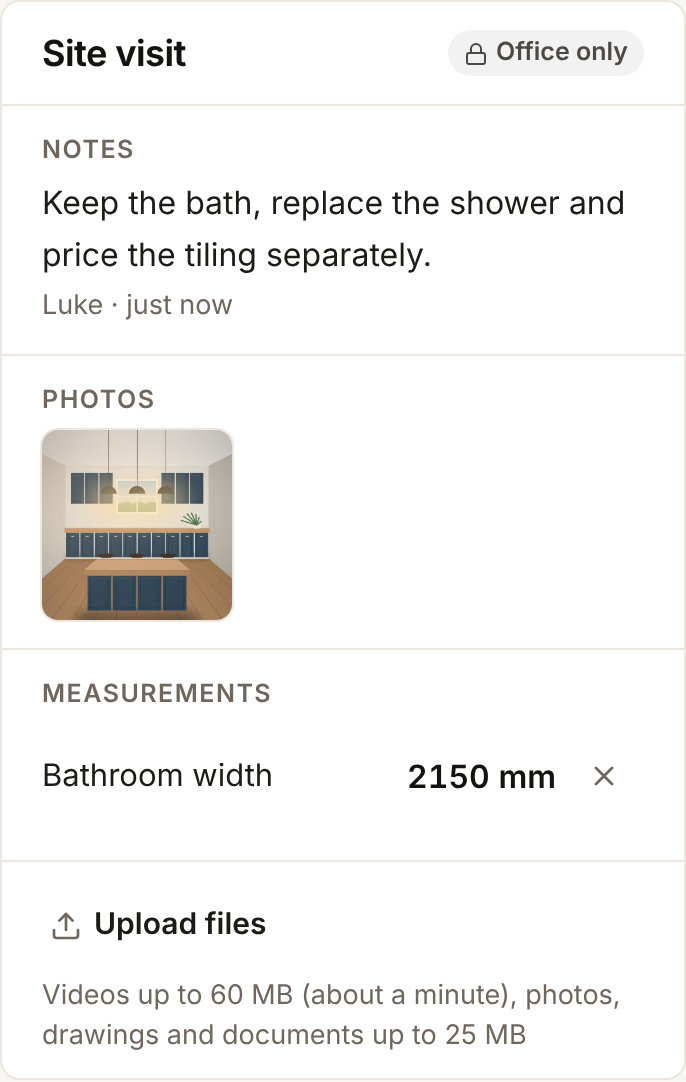 Site visit
Office only
NOTES
Keep the bath, replace the shower and
price the tiling separately.
Luke · just now
PHOTOS
MEASUREMENTS
Bathroom width
2150 mm
Upload files
Videos up to 60 MB (about a minute), photos,
drawings and documents up to 25 MB